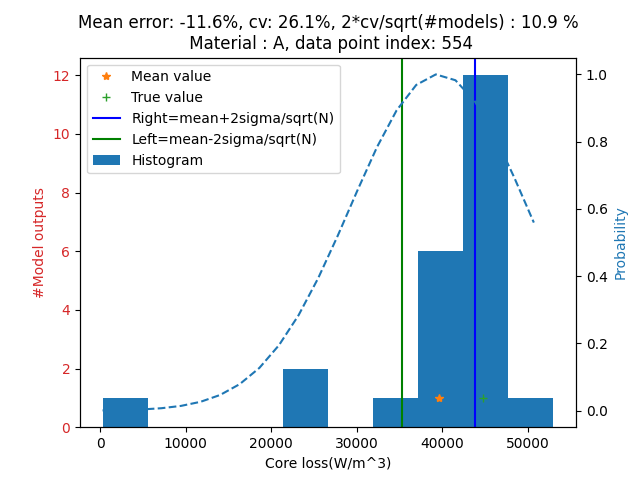 Mean error: -11.6%, cv: 26.1%, 2*cv/sqrt(#models) : 10.9 %
Material : A, data point index: 554
Mean value
True value
Right=mean+2sigma/sqrt(N)
Left=mean-2sigma/sqrt(N)
Histogram
#Model outputs
12
10
8
6
4
2
0
1.0
0.8
0.6
0.4
0.2
0.0
Probability
0 10000 20000 30000 40000 50000
Core loss(W/m^3)